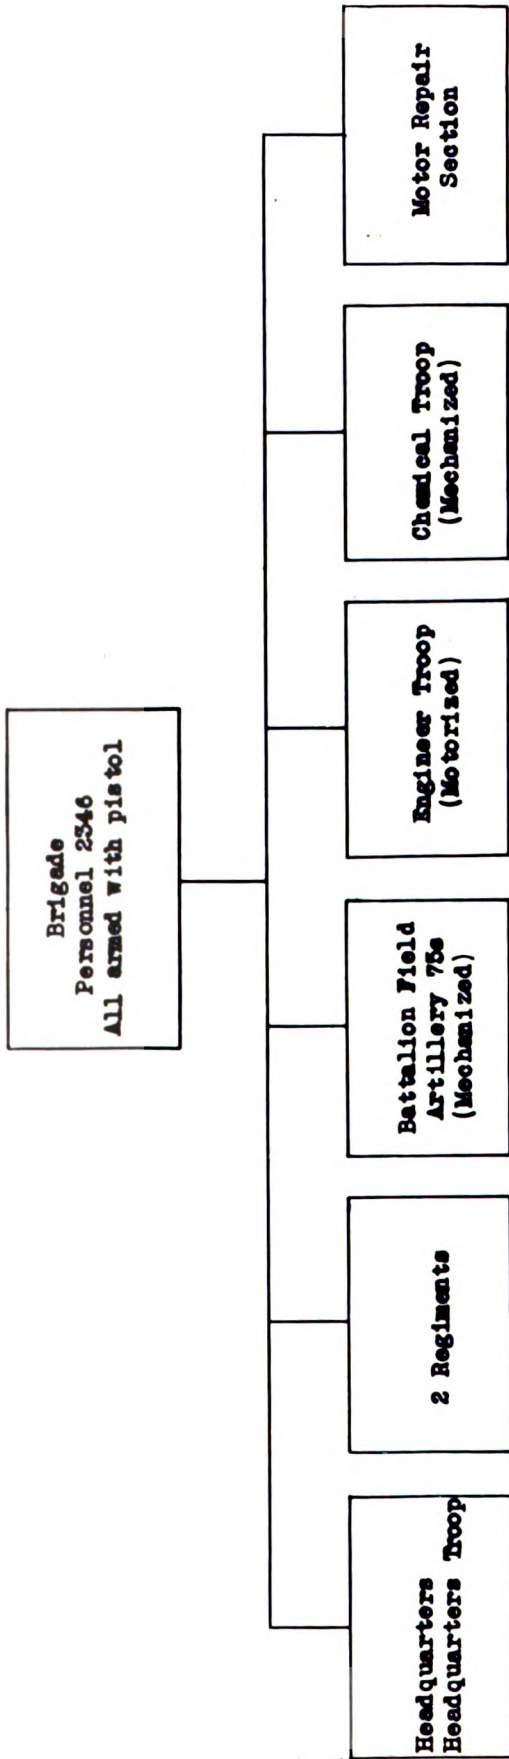 Brigade
Personnel 2346
All armed with pistol
Headquarters
Headquarters Troop
2 Regiments
Battalion Field
Artillery 75s
(Mechanized)
Engineer Troop
(Motorized)
Chemical Troop
(Mechanized)
Motor Repair
Section